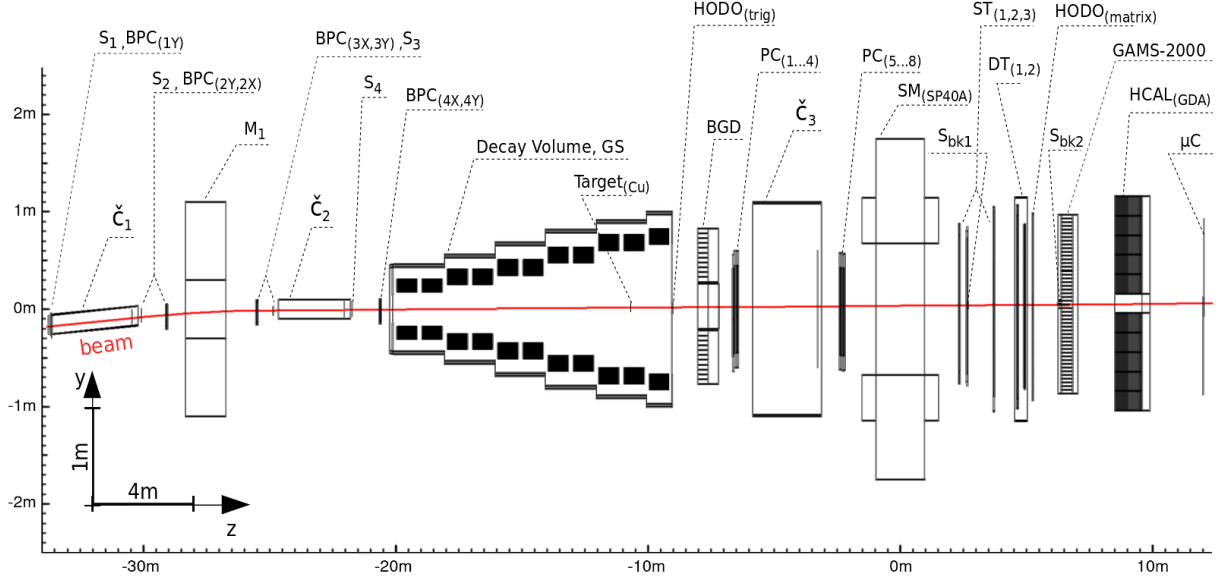 HODO(trig)
ST(1,2,3)
HODO(matrix)
S1 ,BPC(1Y)
BPC(3X,3Y) ,S3
PC(1...4)
PC(5...8)
DT(1,2)
GAMS-2000
S2 , BPC(2Y,2X)
S4
BPC(4X,4Y)
SM(SP40A)
HCAL(GDA)
M1
BGD
č3
Sbk1
Sbk2
μC
Decay Volume, GS
Target(Cu)
č1
č2
2m
1m
0m
-1m
-2m
beam
y
1m
4m
z
-30m
-20m
-10m
0m
10m